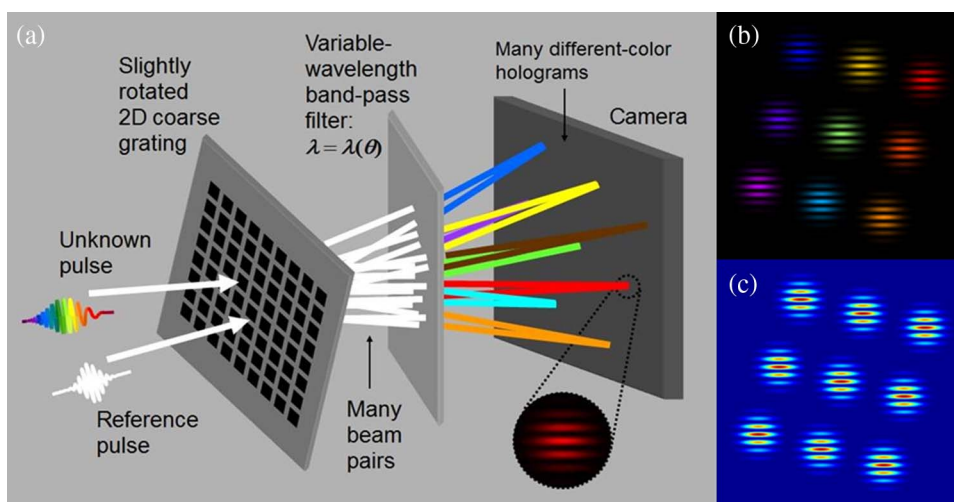 (a)
Slightly
rotated
2D coarse
grating
Variable-
wavelength
band-pass
filter:
λ = λ(θ)
Many different-color
holograms
Camera
Unknown
pulse
Reference
pulse
Many
beam
pairs
(b)
(c)